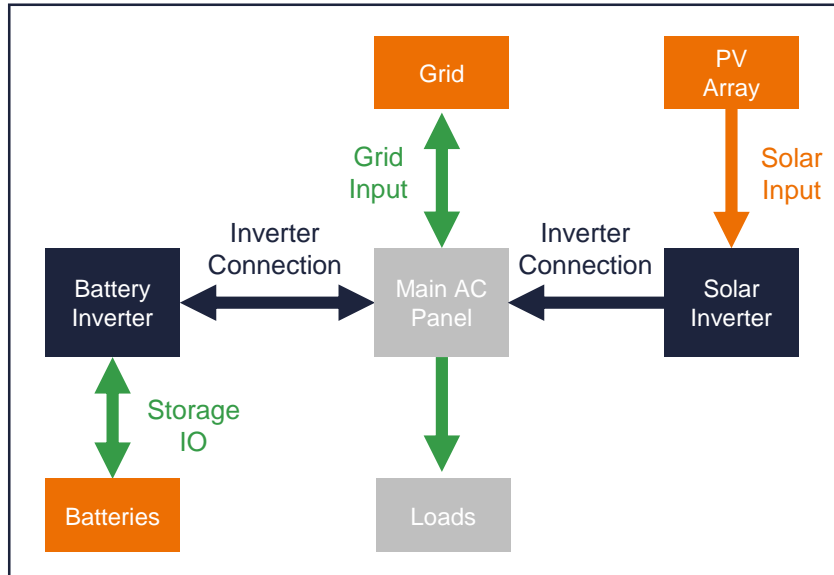 Grid
PV
Array
Grid
Input
Solar
Input
Inverter
Connection
Inverter
Connection
Battery
Inverter
Main AC
Panel
Solar
Inverter
Storage
IO
Batteries
Loads